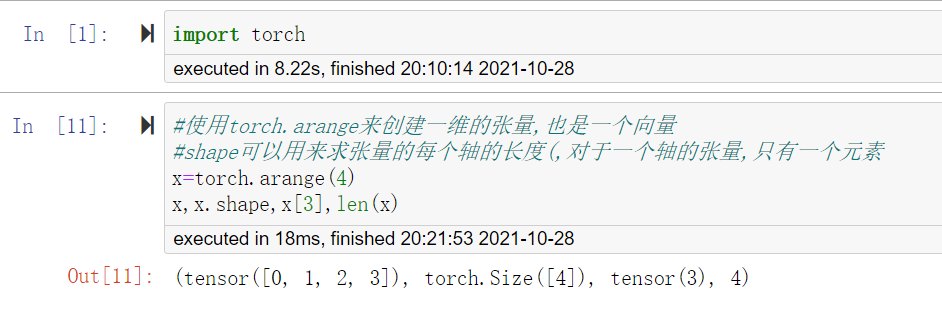 In [1]: import torch
executed in 8.22s, finished 20:10:14 2021-10-28
In [11]: #使用torch.arange来创建一维的张量,也是一个向量
#shape可以用来求张量的每个轴的长度(,对于一个轴的张量,只有一个元素
x=torch.arange(4)
x,x.shape,x[3],len(x)
executed in 18ms, finished 20:21:53 2021-10-28
Out[11]: (tensor([0, 1, 2, 3]), torch.Size([4]), tensor(3), 4)